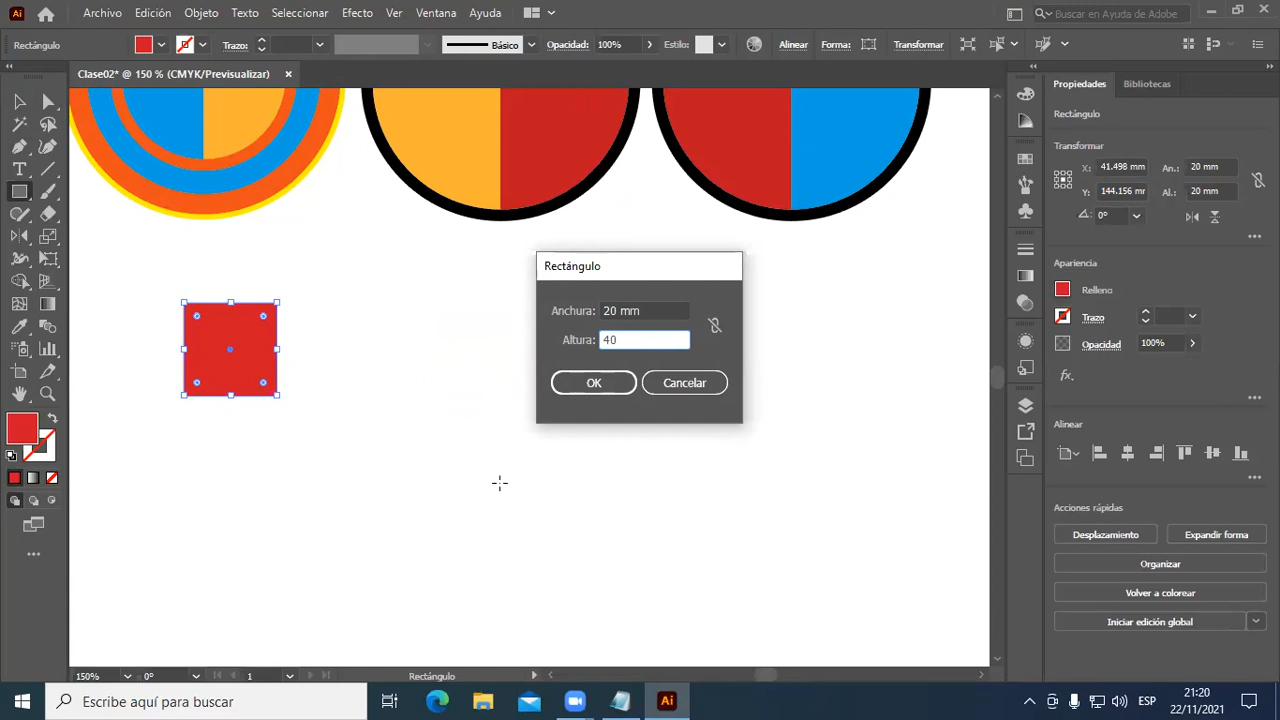 Ai Archivo Edición Objeto Texto Seleccionar Efecto Ver Ventana Ayuda Buscar en Ayuda de Adobe
Rectángulo Trazo: Básico Opacidad: 100% Estilo: Alinear Forma: Transformar
Clase02* @ 150 % (CMYK/Previsualizar)
Propiedades Bibliotecas
Rectángulo
Transformar
X: 41.498 mm An.: 20 mm
Y: 144.156 mr Al.: 20 mm
0°
Apariencia
Relleno
Trazo
Opacidad 100%
fx.
Alinear
Acciones rápidas
Desplazamiento Expandir forma
Organizar
Volver a colorear
Iniciar edición global
Rectángulo
Anchura: 20 mm
Altura: 40
OK Cancelar
150% 0° 1 Rectángulo
Escribe aquí para buscar Ai ESP 21:20
22/11/2021